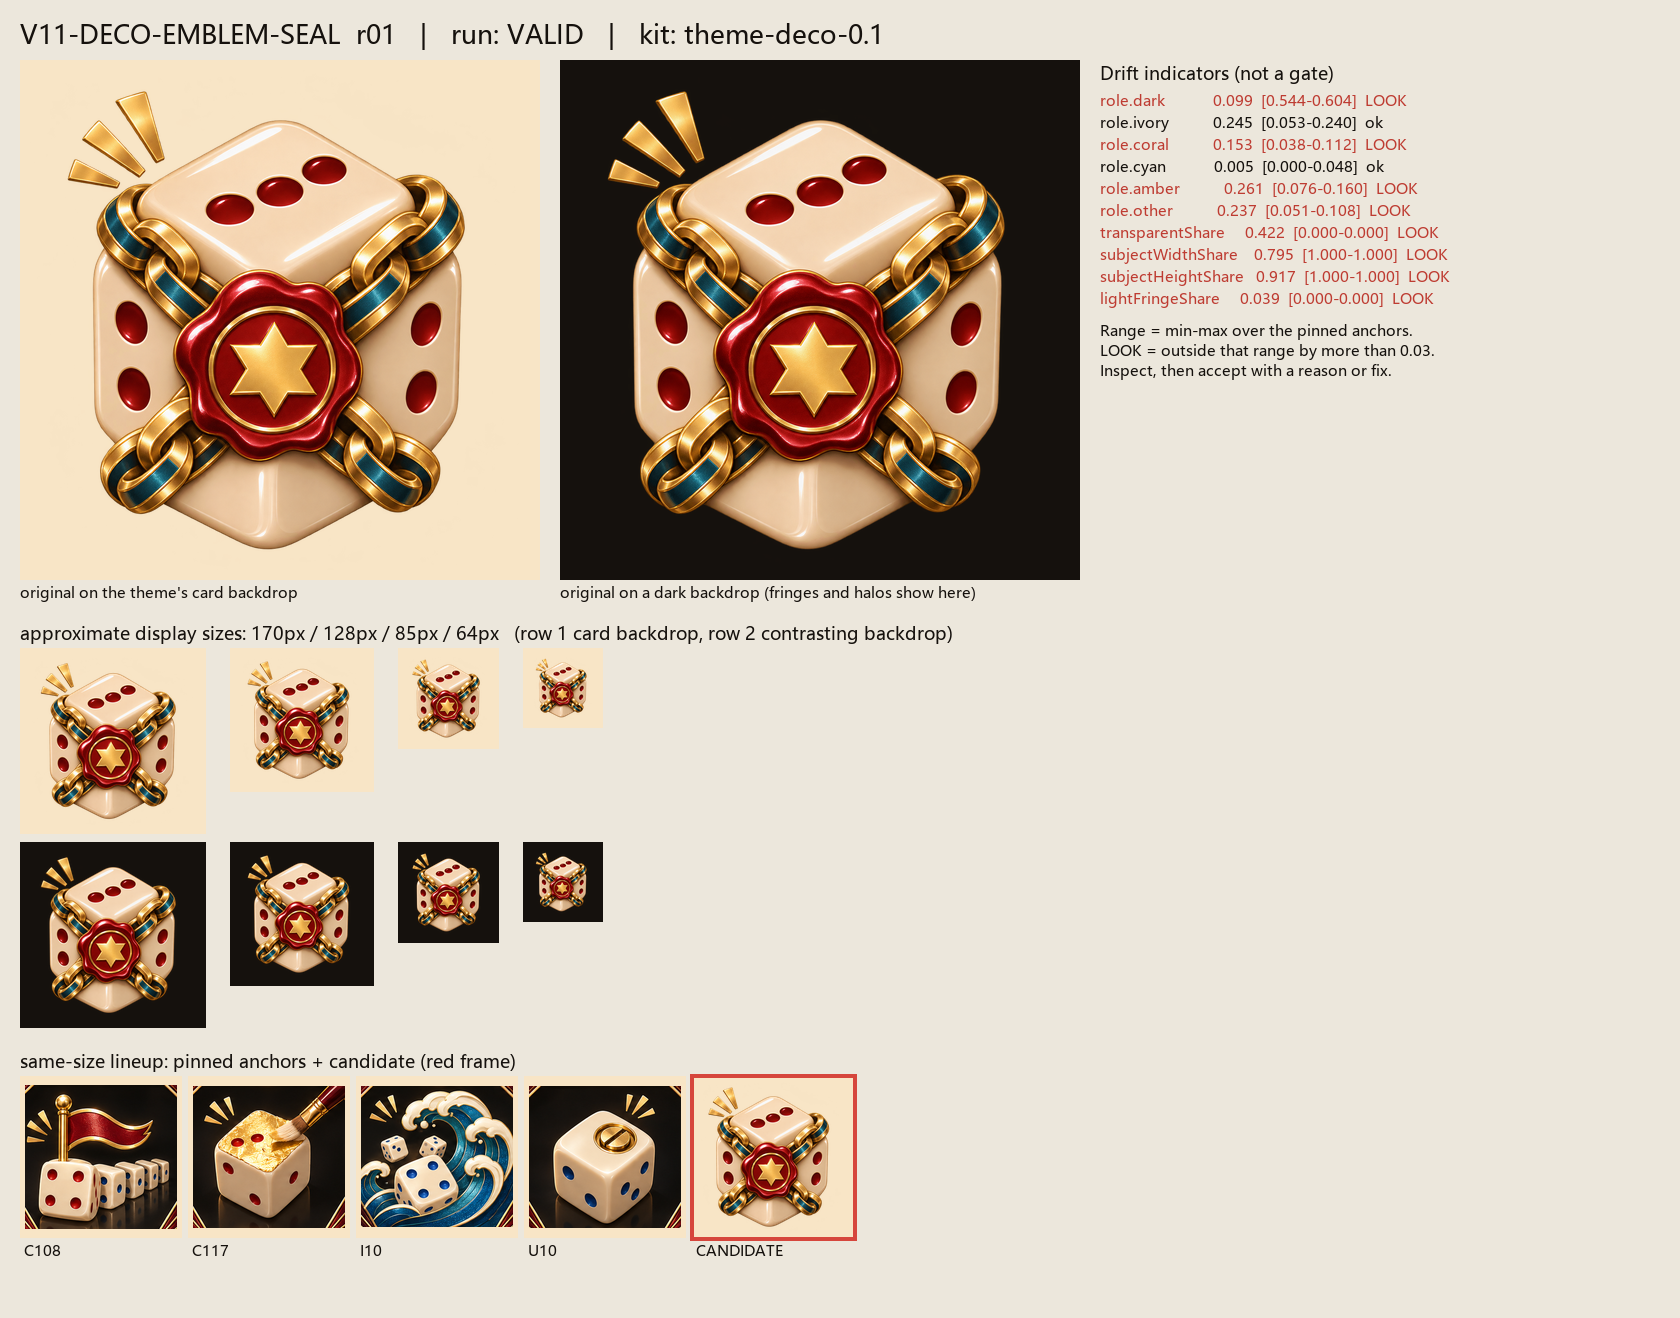 V11-DECO-EMBLEM-SEAL r01 | run: VALID | kit: theme-deco-0.1
Drift indicators (not a gate)
role.dark 0.099 [0.544-0.604] LOOK
role.ivory 0.245 [0.053-0.240] ok
role.coral 0.153 [0.038-0.112] LOOK
role.cyan 0.005 [0.000-0.048] ok
role.amber 0.261 [0.076-0.160] LOOK
role.other 0.237 [0.051-0.108] LOOK
transparentShare 0.422 [0.000-0.000] LOOK
subjectWidthShare 0.795 [1.000-1.000] LOOK
subjectHeightShare 0.917 [1.000-1.000] LOOK
lightFringeShare 0.039 [0.000-0.000] LOOK
Range = min-max over the pinned anchors.
LOOK = outside that range by more than 0.03.
Inspect, then accept with a reason or fix.
original on the theme's card backdrop
original on a dark backdrop (fringes and halos show here)
approximate display sizes: 170px / 128px / 85px / 64px (row 1 card backdrop, row 2 contrasting backdrop)
same-size lineup: pinned anchors + candidate (red frame)
C108
C117
I10
U10
CANDIDATE